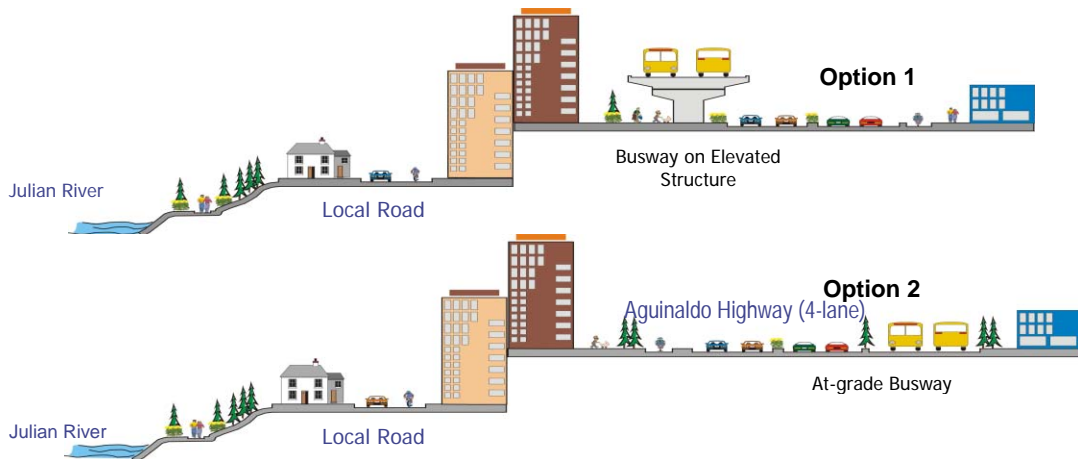 Option 1
Busway on Elevated
Structure
Julian River
Local Road
Option 2
Aguinaldo Highway (4-lane)
At-grade Busway
Julian River
Local Road